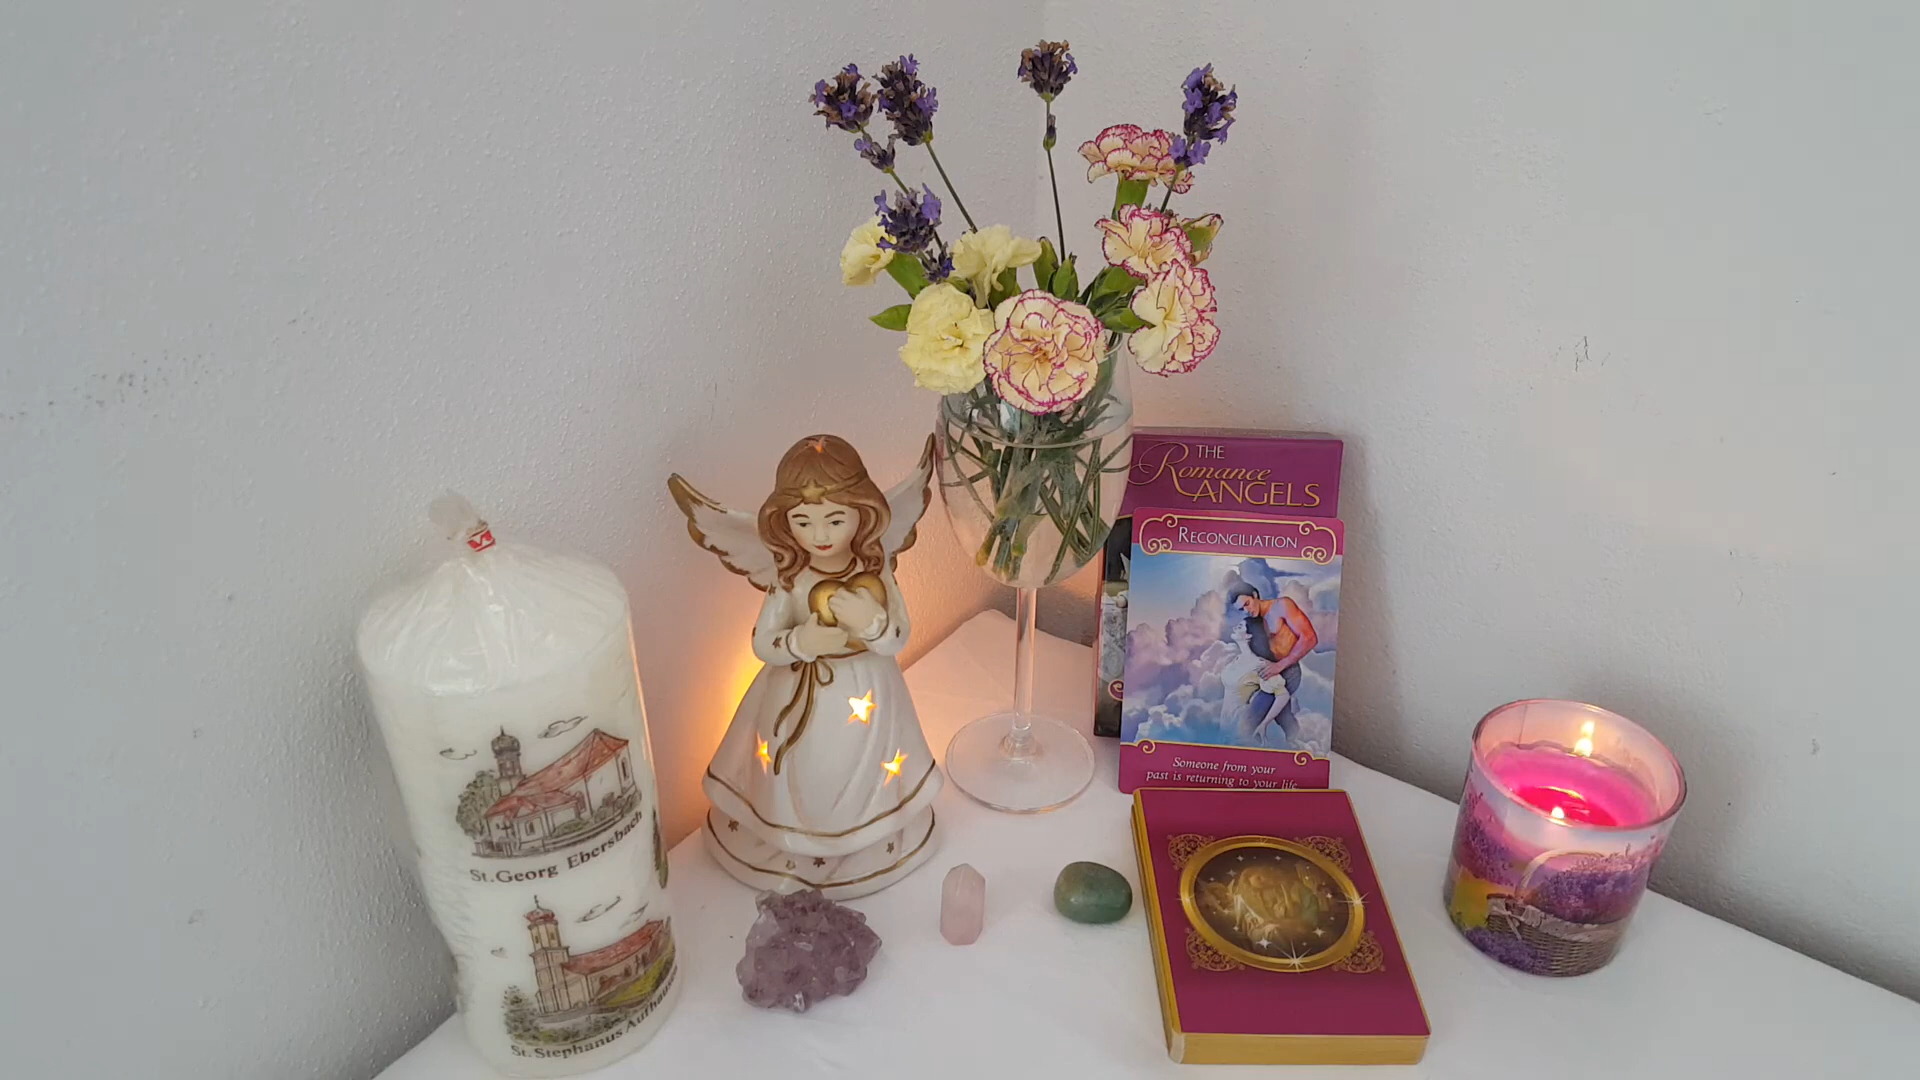 THE
Romance
ANGELS
RECONCILIATION
Someone from your
past is returning to your life.
St.Georg Ebersbach
St.Stephanus